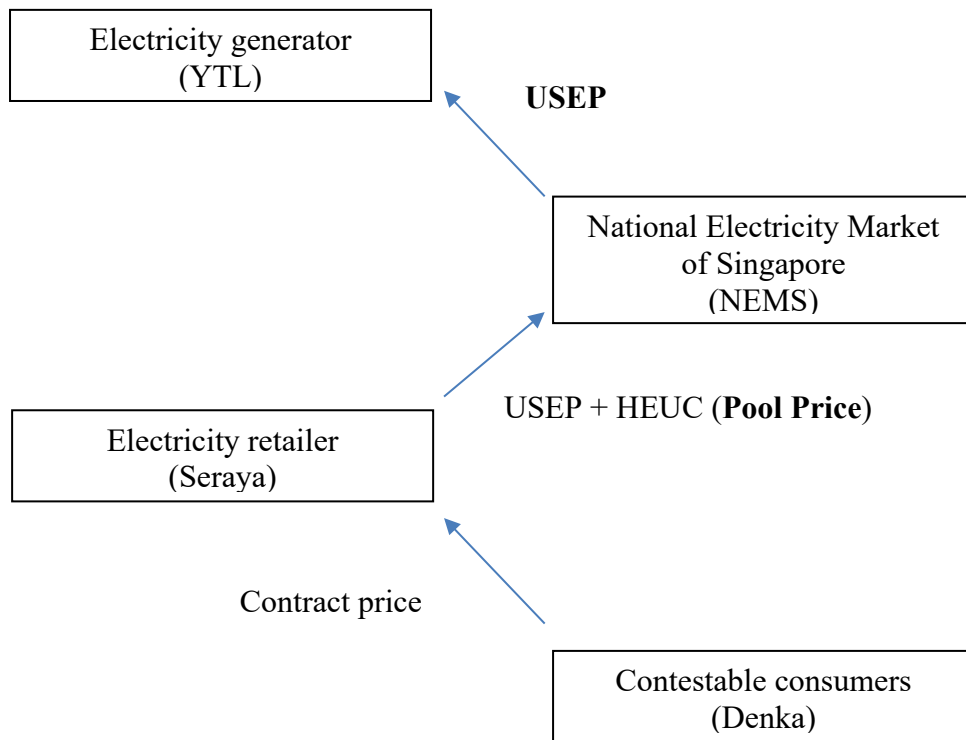 Electricity generator
(YTL)
USEP
National Electricity Market
of Singapore
(NEMS)
USEP + HEUC (Pool Price)
Electricity retailer
(Seraya)
Contract price
Contestable consumers
(Denka)